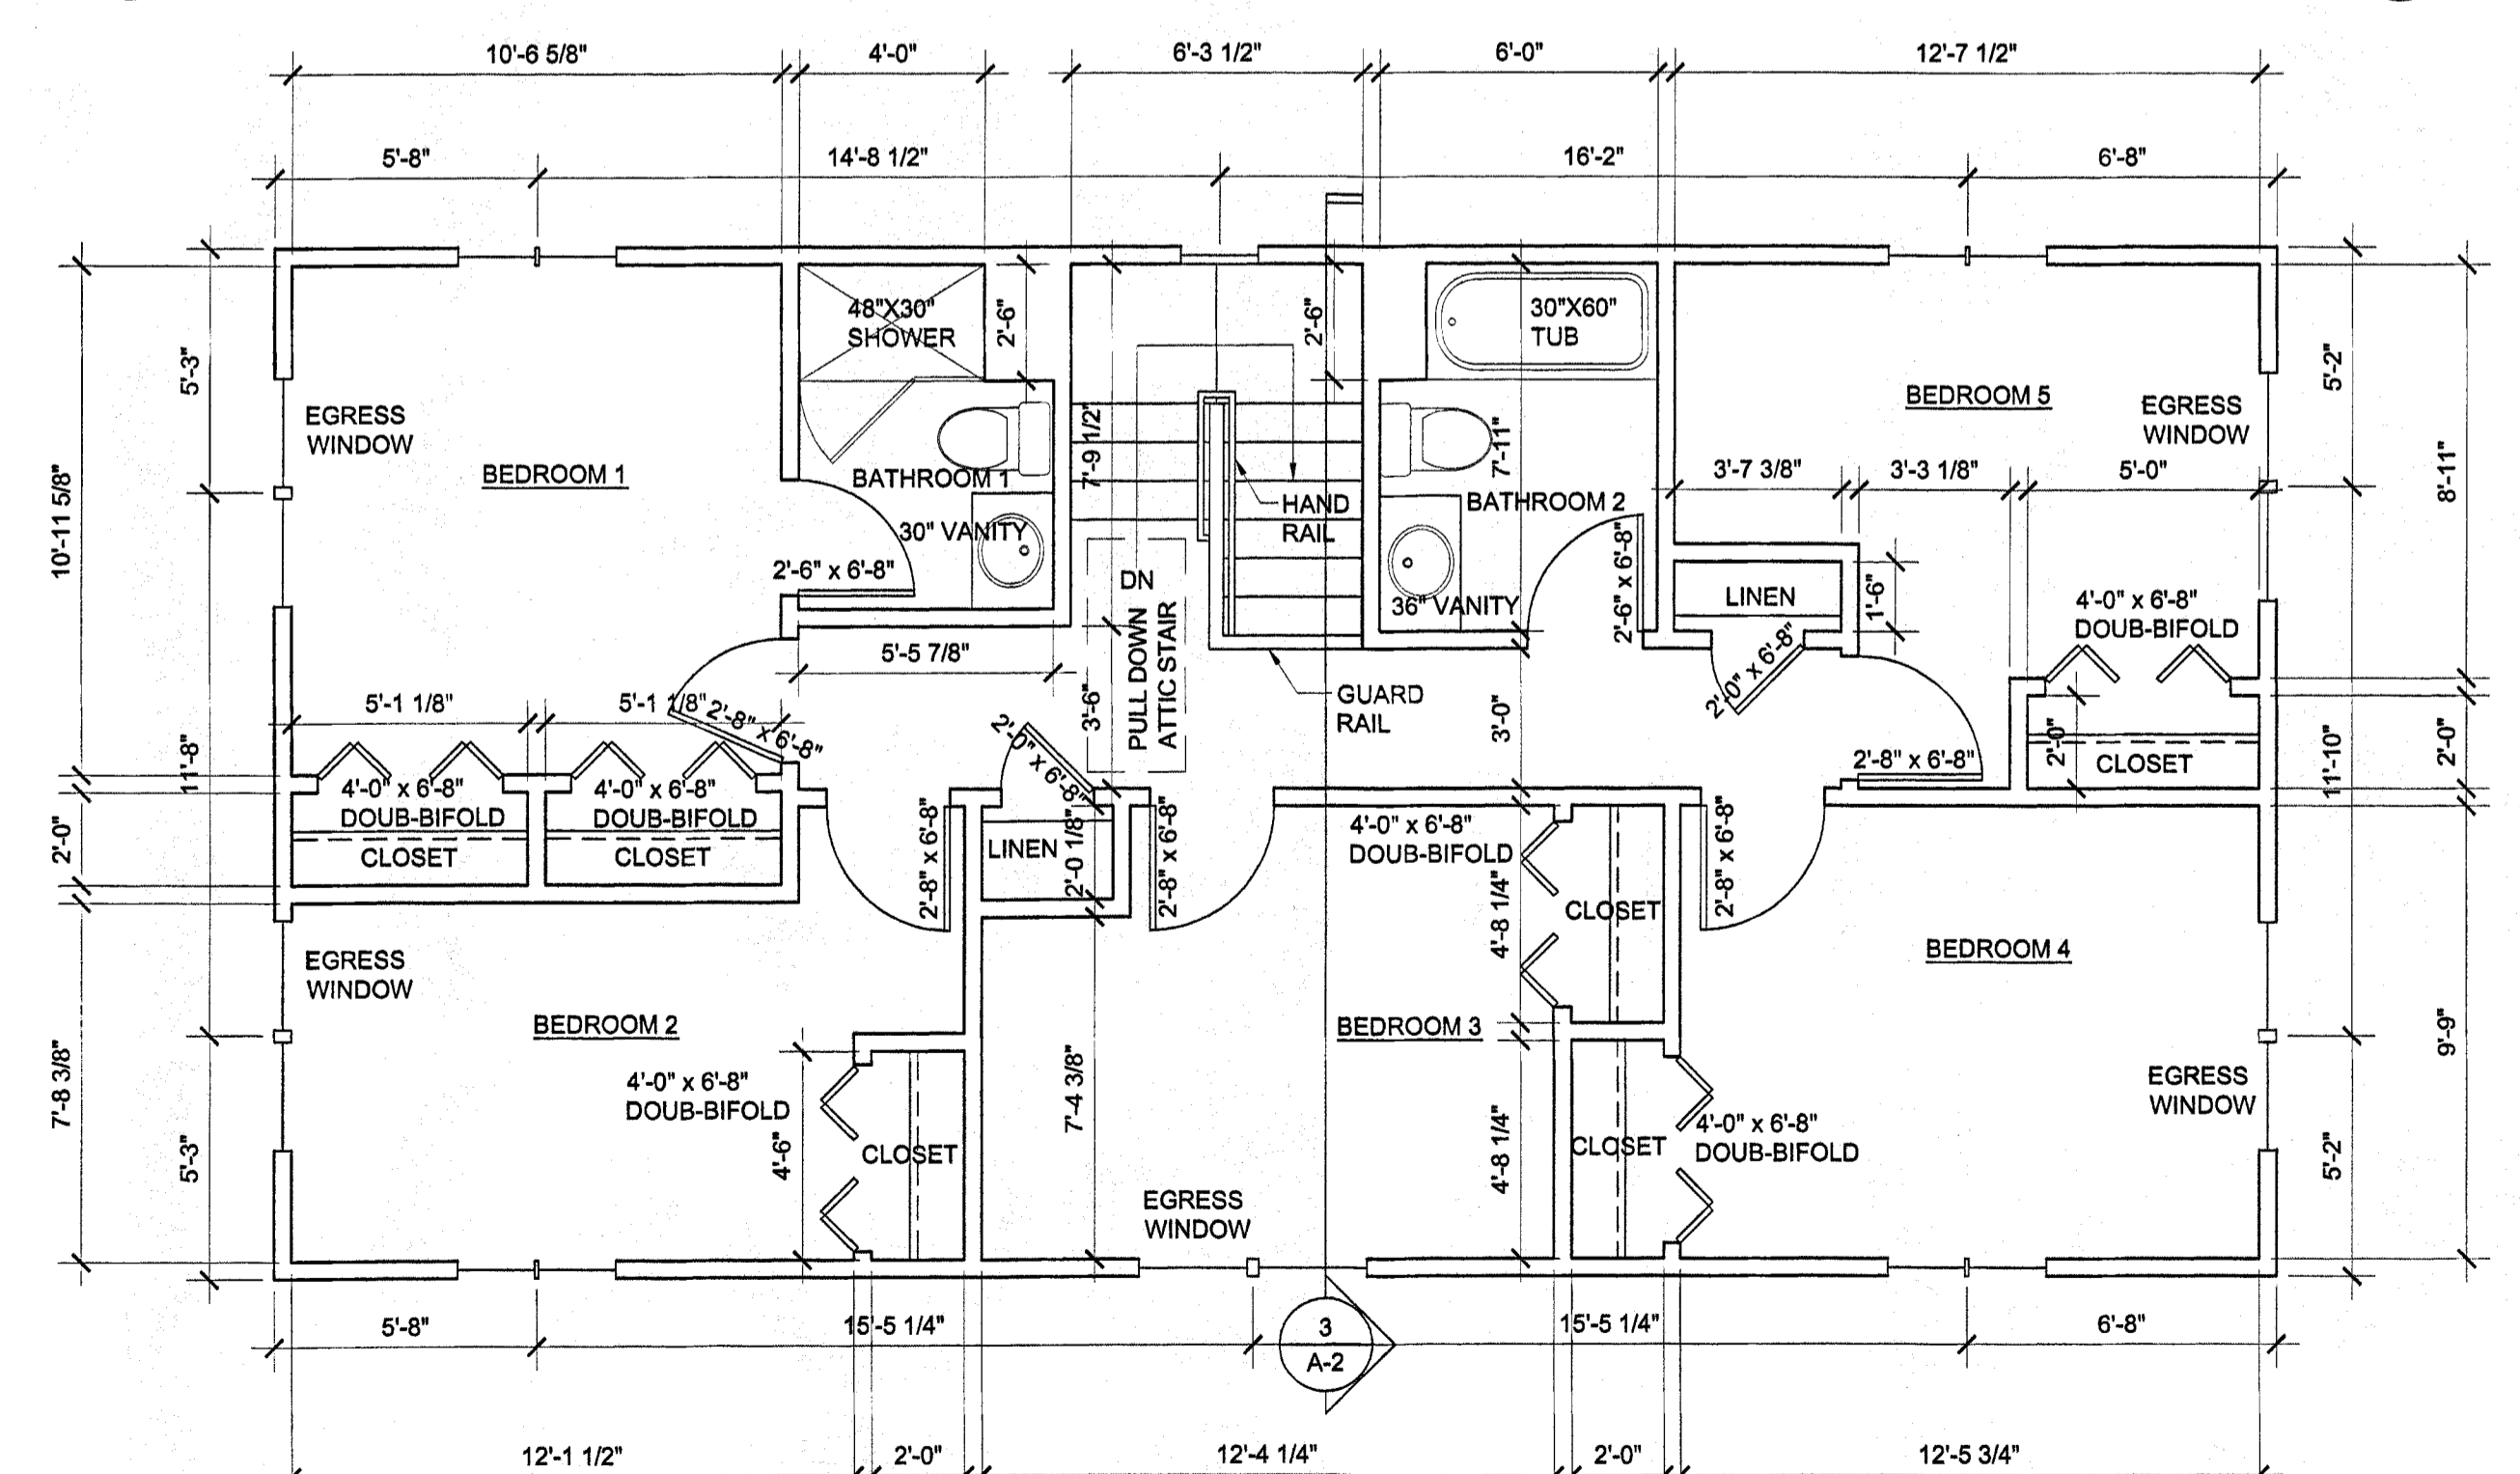 10'-6 5/8"
4'-0"
6'-3 1/2"
6'-0"
12'-7 1/2"
5'-8"
14'-8 1/2"
16'-2"
6'-8"
48"X30"
SHOWER
2'-6"
2'-6"
30"X60"
TUB
5'-3"
5'-2"
EGRESS
WINDOW
BEDROOM 1
BATHROOM 1
7'-9 1/2"
HAND
RAIL
7'-11"
BATHROOM 2
BEDROOM 5
EGRESS
WINDOW
3'-7 3/8"
3'-3 1/8"
5'-0"
8'-11"
10'-11 5/8"
30" VANITY
2'-6" x 6'-8"
DN
PULL DOWN
ATTIC STAIR
36" VANITY
2'-6" x 6'-8"
LINEN
1'-6"
4'-0" x 6'-8"
DOUB-BIFOLD
5'-5 7/8"
5'-1 1/8"
5'-1 1/8"
2'-8" x 6'-8"
3'-6"
GUARD
RAIL
3'-0"
2'-0" x 6'-8"
2'-8" x 6'-8"
2'-0"
CLOSET
11'-10"
2'-0"
11'-8"
4'-0" x 6'-8"
DOUB-BIFOLD
CLOSET
4'-0" x 6'-8"
DOUB-BIFOLD
CLOSET
2'-0"
2'-0" x 6'-8"
2'-8" x 6'-8"
LINEN
2'-0 1/8"
2'-8" x 6'-8"
4'-0" x 6'-8"
DOUB-BIFOLD
4'-8 1/4"
CLOSET
2'-8" x 6'-8"
BEDROOM 4
EGRESS
WINDOW
BEDROOM 2
BEDROOM 3
7'-8 3/8"
5'-3"
4'-0" x 6'-8"
DOUB-BIFOLD
4'-6"
CLOSET
7'-4 3/8"
4'-8 1/4"
CLOSET
4'-0" x 6'-8"
DOUB-BIFOLD
EGRESS
WINDOW
5'-2"
9'-9"
EGRESS
WINDOW
5'-8"
15'-5 1/4"
3
A-2
15'-5 1/4"
6'-8"
12'-1 1/2"
2'-0"
12'-4 1/4"
2'-0"
12'-5 3/4"